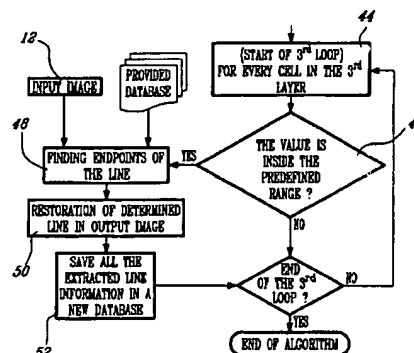 12
INPUT IMAGE
PROVIDED
DATABASE
44
(START OF 3rd LOOP)
FOR EVERY CELL IN THE 3rd
LAYER
48
FINDING ENDPOINTS OF
THE LINE
YES
THE VALUE IS
INSIDE THE
PREDEFINED
RANGE ?
4
NO
RESTORATION OF DETERMINED
LINE IN OUTPUT IMAGE
50
SAVE ALL THE
EXTRACTED LINE
INFORMATION IN A
NEW DATABASE
52
END
OF THE 3rd
LOOP ?
NO
YES
END OF ALGORITHM